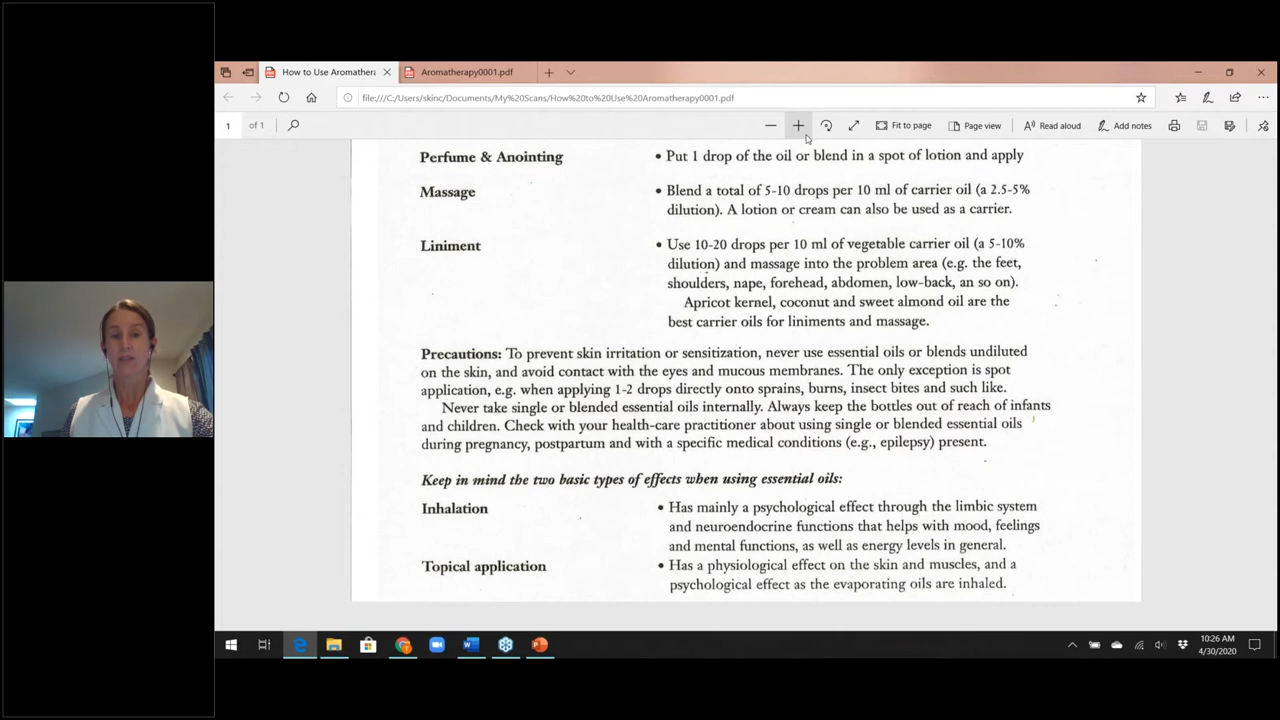 How to Use Aromathera
Aromatherapy0001.pdf
file:///C:/Users/skinc/Documents/My%20Scans/How%20to%20Use%20Aromatherapy0001.pdf
1 of 1
Fit to page
Page view
Read aloud
Add notes
Perfume & Anointing
• Put 1 drop of the oil or blend in a spot of lotion and apply
Massage
• Blend a total of 5-10 drops per 10 ml of carrier oil (a 2.5-5%
dilution). A lotion or cream can also be used as a carrier.
Liniment
• Use 10-20 drops per 10 ml of vegetable carrier oil (a 5-10%
dilution) and massage into the problem area (e.g. the feet,
shoulders, nape, forehead, abdomen, low-back, an so on).
Apricot kernel, coconut and sweet almond oil are the
best carrier oils for liniments and massage.
Precautions: To prevent skin irritation or sensitization, never use essential oils or blends undiluted
on the skin, and avoid contact with the eyes and mucous membranes. The only exception is spot
application, e.g. when applying 1-2 drops directly onto sprains, burns, insect bites and such like.
Never take single or blended essential oils internally. Always keep the bottles out of reach of infants
and children. Check with your health-care practitioner about using single or blended essential oils
during pregnancy, postpartum and with a specific medical conditions (e.g., epilepsy) present.
Keep in mind the two basic types of effects when using essential oils:
Inhalation
• Has mainly a psychological effect through the limbic system
and neuroendocrine functions that helps with mood, feelings
and mental functions, as well as energy levels in general.
Topical application
• Has a physiological effect on the skin and muscles, and a
psychological effect as the evaporating oils are inhaled.
10:26 AM
4/30/2020